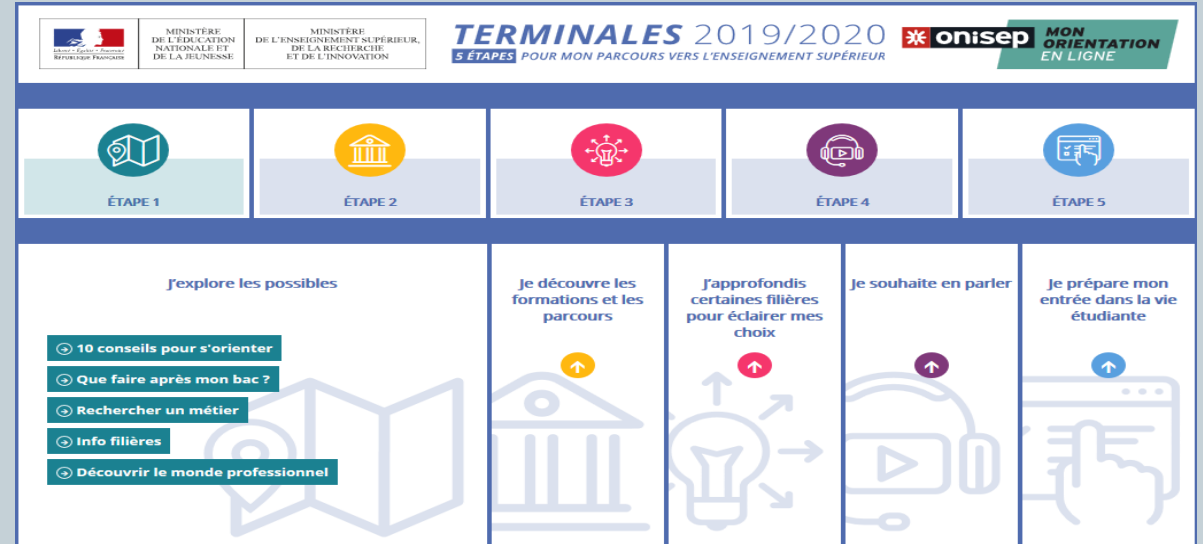 MINISTÈRE
DE L'ÉDUCATION
NATIONALE ET
DE LA JEUNESSE
MINISTÈRE
DE L'ENSEIGNEMENT SUPÉRIEUR,
DE LA RECHERCHE
ET DE L'INNOVATION
Liberté • Égalité • Fraternité
RÉPUBLIQUE FRANÇAISE
TERMINALES 2019/2020
5 ÉTAPES POUR MON PARCOURS VERS L'ENSEIGNEMENT SUPÉRIEUR
onisep
MON
ORIENTATION
EN LIGNE
ÉTAPE 1
ÉTAPE 2
ÉTAPE 3
ÉTAPE 4
ÉTAPE 5
J'explore les possibles
10 conseils pour s'orienter
Que faire après mon bac ?
Rechercher un métier
Info filières
Découvrir le monde professionnel
Je découvre les
formations et les
parcours
J'approfondis
certaines filières
pour éclairer mes
choix
Je souhaite en parler
Je prépare mon
entrée dans la vie
étudiante